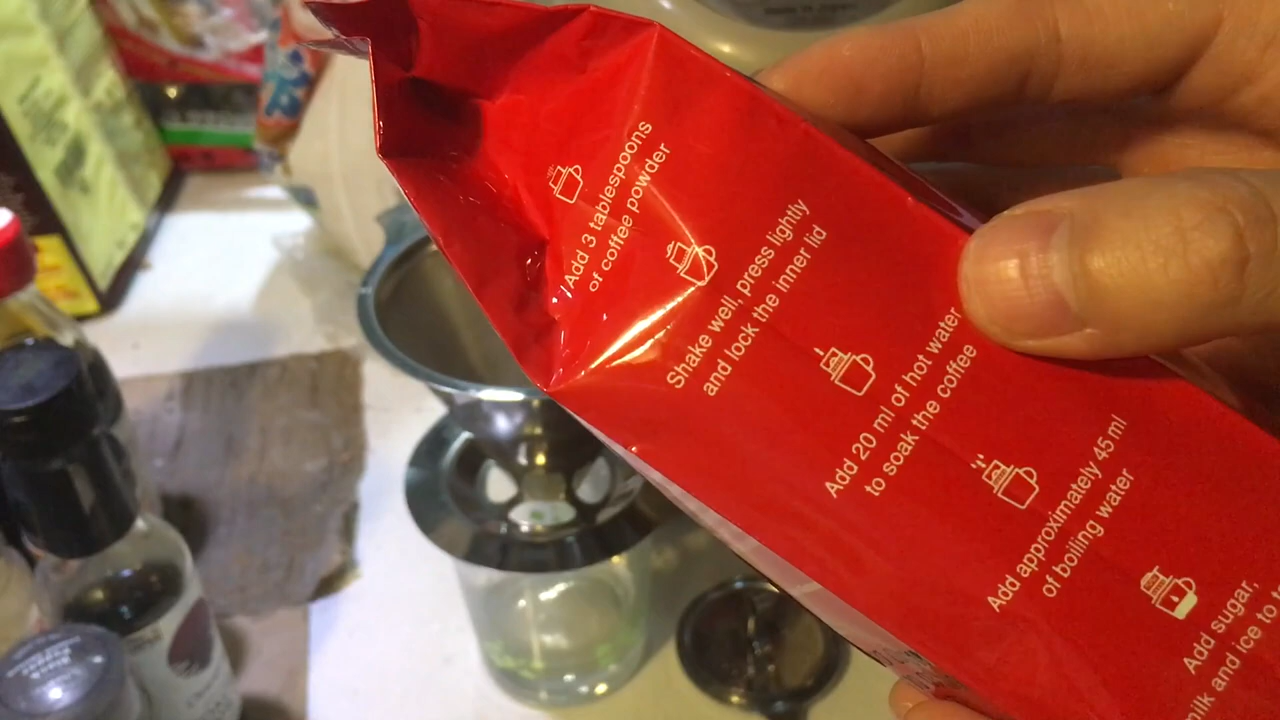 Add 3 tablespoons
of coffee powder
Shake well, press lightly
and lock the inner lid
Add 20 ml of hot water
to soak the coffee
Add approximately 45 ml
of boiling water
Add sugar,
milk and ice to